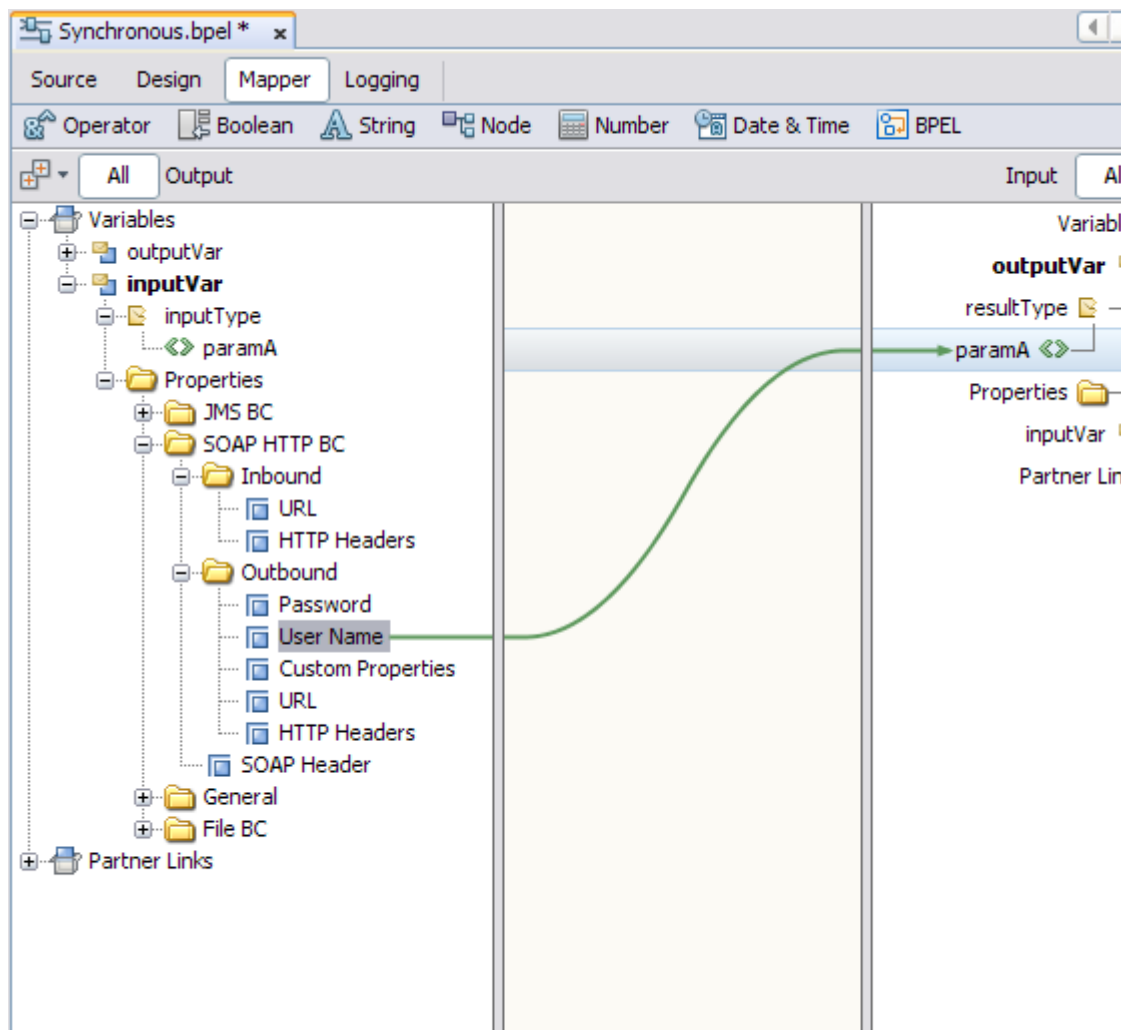 Synchronous.bpel *
Source Design Mapper Logging
Operator Boolean String Node Number Date & Time BPEL
All Output Input
Variables
outputVar
inputVar
inputType
paramA
Properties
JMS BC
SOAP HTTP BC
Inbound
URL
HTTP Headers
Outbound
Password
User Name
Custom Properties
URL
HTTP Headers
SOAP Header
General
File BC
Partner Links
outputVar
resultType
paramA
Properties
inputVar
Partner